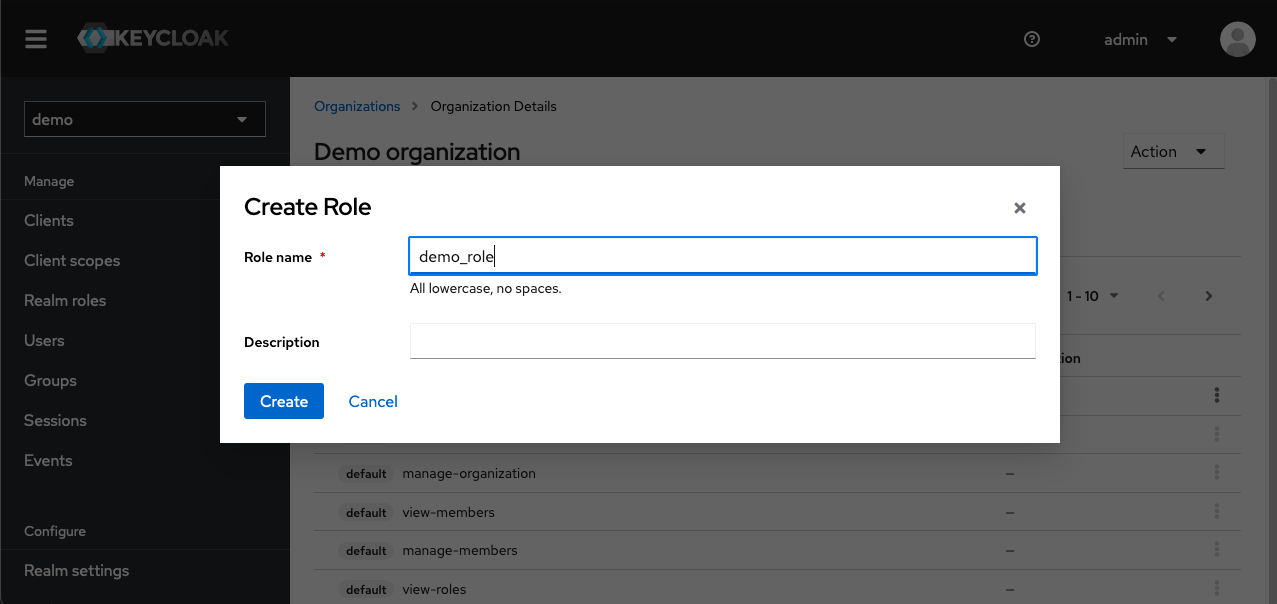 KEYCLOAK
admin
demo
Organizations
Organization Details
Demo organization
Action
Manage
Clients
Client scopes
Realm roles
Users
Groups
Sessions
Events
Configure
Realm settings
Create Role
Role name *
demo_role
All lowercase, no spaces.
Description
Create
Cancel
1 - 10
default manage-organization –
default view-members –
default manage-members –
default view-roles –